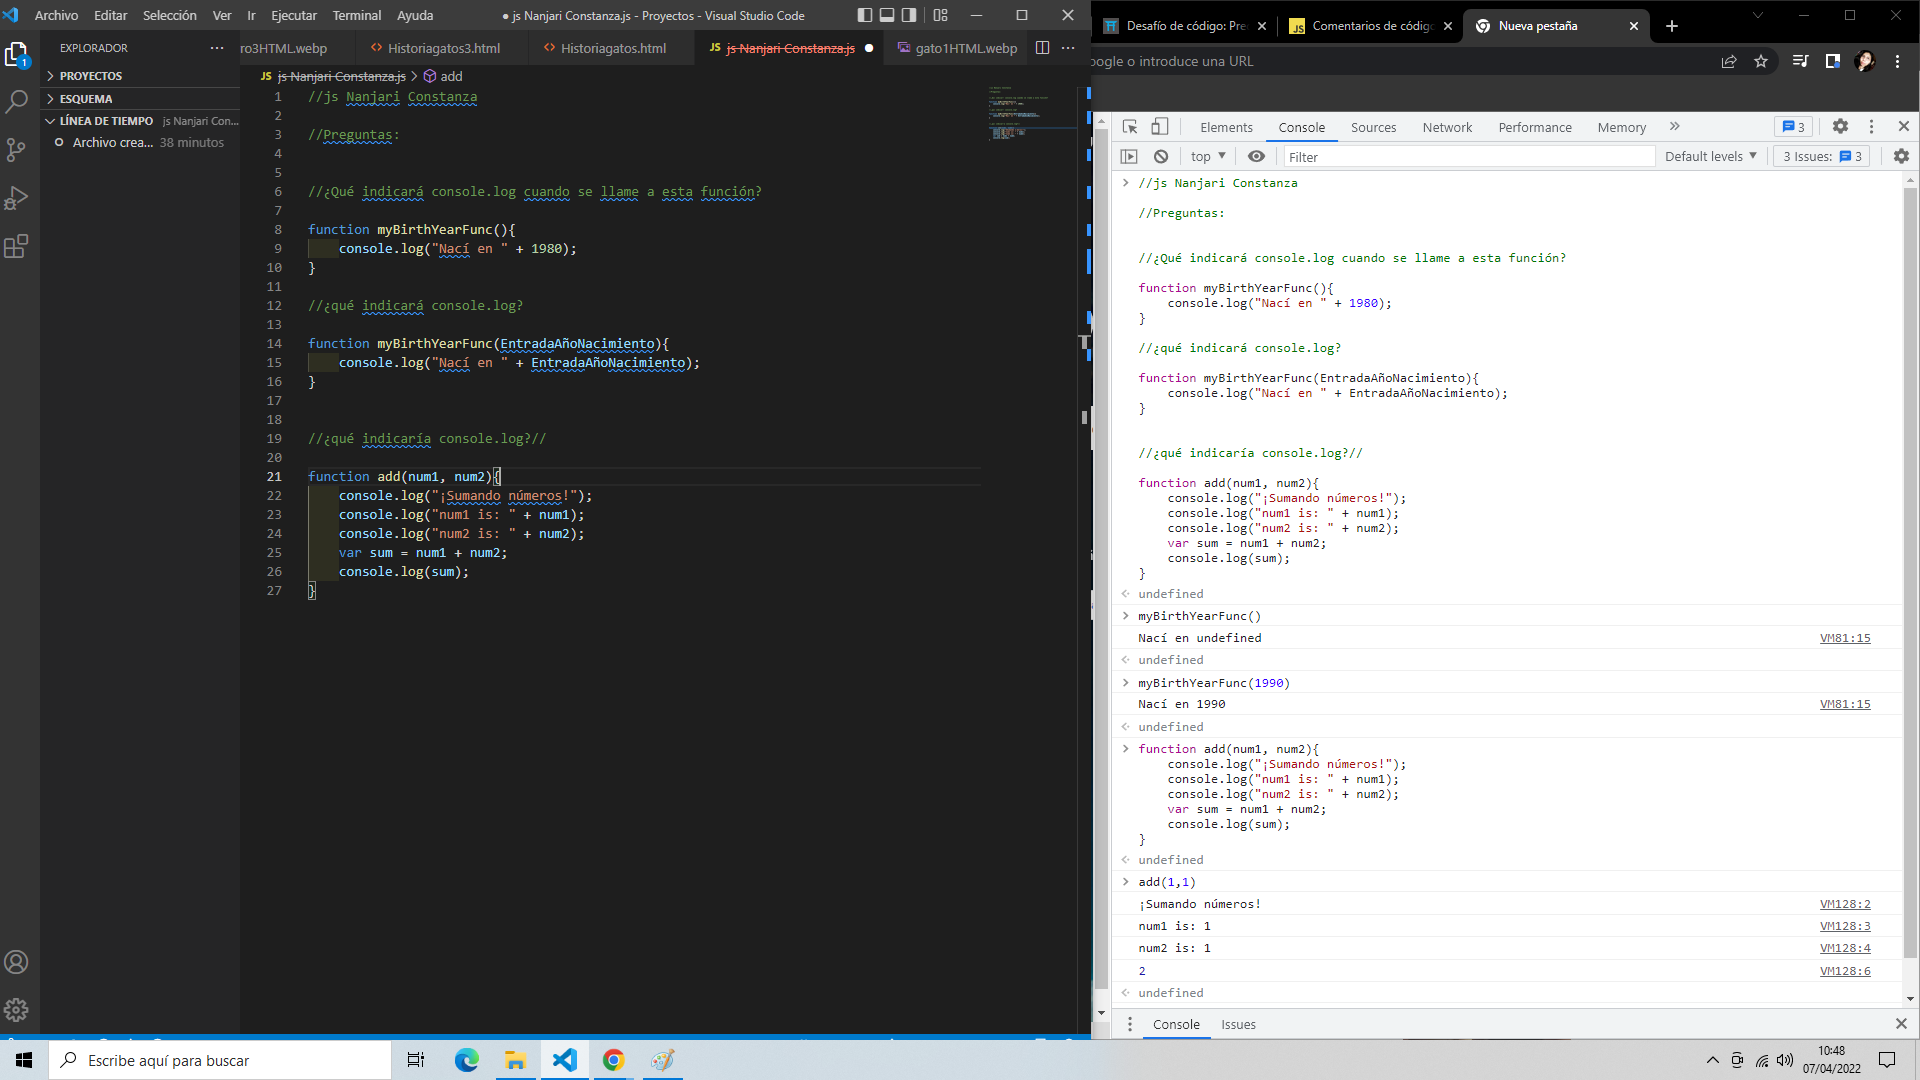 Archivo Editar Selección Ver Ir Ejecutar Terminal Ayuda
● js Nanjari Constanza.js - Proyectos - Visual Studio Code
EXPLORADOR
PROYECTOS
ESQUEMA
LÍNEA DE TIEMPO js Nanjari Con...
Archivo crea... 38 minutos
1
ro3HTML.webp
Historiagatos3.html
Historiagatos.html
JS js Nanjari Constanza.js
gato1HTML.webp
JS js Nanjari Constanza.js > add
1 //js Nanjari Constanza
2
3 //Preguntas:
4
5
6 //¿Qué indicará console.log cuando se llame a esta función?
7
8 function myBirthYearFunc(){
9 console.log("Nací en " + 1980);
10 }
11
12 //¿qué indicará console.log?
13
14 function myBirthYearFunc(EntradaAñoNacimiento){
15 console.log("Nací en " + EntradaAñoNacimiento);
16 }
17
18
19 //¿qué indicaría console.log?//
20
21 function add(num1, num2){
22 console.log("¡Sumando números!");
23 console.log("num1 is: " + num1);
24 console.log("num2 is: " + num2);
25 var sum = num1 + num2;
26 console.log(sum);
27 }
Desafío de código: Pre
JS Comentarios de código
Nueva pestaña
oogle o introduce una URL
Elements Console Sources Network Performance Memory » 3
top Filter Default levels 3 Issues: 3
> //js Nanjari Constanza
//Preguntas:
//¿Qué indicará console.log cuando se llame a esta función?
function myBirthYearFunc(){
console.log("Nací en " + 1980);
}
//¿qué indicará console.log?
function myBirthYearFunc(EntradaAñoNacimiento){
console.log("Nací en " + EntradaAñoNacimiento);
}
//¿qué indicaría console.log?//
function add(num1, num2){
console.log("¡Sumando números!");
console.log("num1 is: " + num1);
console.log("num2 is: " + num2);
var sum = num1 + num2;
console.log(sum);
}
undefined
> myBirthYearFunc()
Nací en undefined VM81:15
undefined
> myBirthYearFunc(1990)
Nací en 1990 VM81:15
undefined
> function add(num1, num2){
console.log("¡Sumando números!");
console.log("num1 is: " + num1);
console.log("num2 is: " + num2);
var sum = num1 + num2;
console.log(sum);
}
undefined
> add(1,1)
¡Sumando números! VM128:2
num1 is: 1 VM128:3
num2 is: 1 VM128:4
2 VM128:6
undefined
Console Issues
Escribe aquí para buscar
10:48
07/04/2022